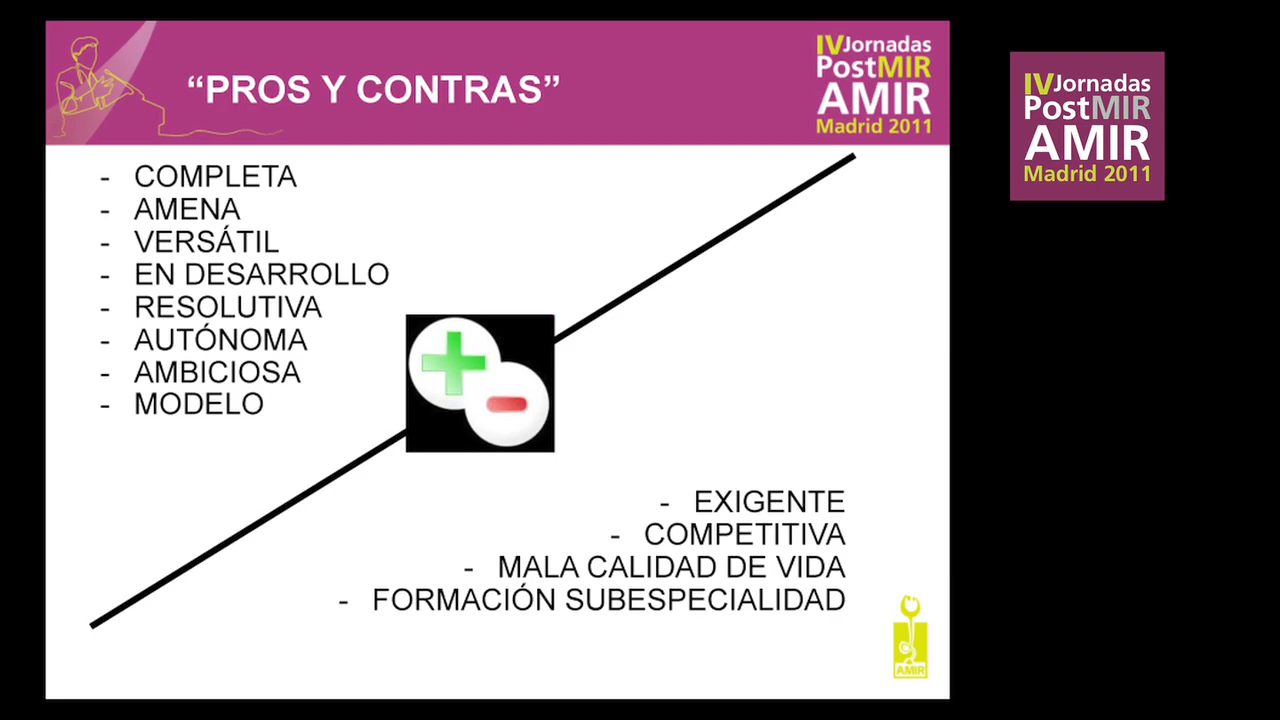 “PROS Y CONTRAS”
IV Jornadas
PostMIR
AMIR
Madrid 2011
- COMPLETA
- AMENA
- VERSÁTIL
- EN DESARROLLO
- RESOLUTIVA
- AUTÓNOMA
- AMBICIOSA
- MODELO
- EXIGENTE
- COMPETITIVA
- MALA CALIDAD DE VIDA
- FORMACIÓN SUBESPECIALIDAD
AMIR
IV Jornadas
PostMIR
AMIR
Madrid 2011